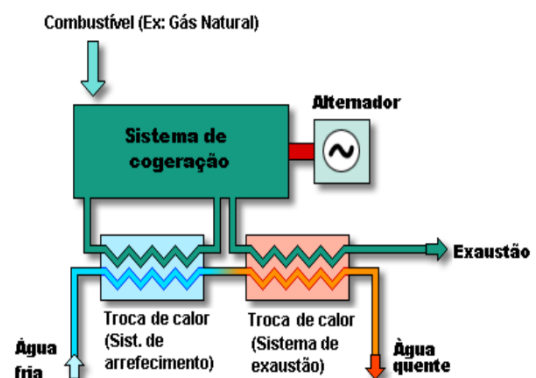 Combustível (Ex: Gás Natural)
Alternador
Sistema de
cogeração
Exaustão
Troca de calor
(Sist. de
arrefecimento)
Troca de calor
(Sistema de
exaustão)
Água
fria
Àgua
quente